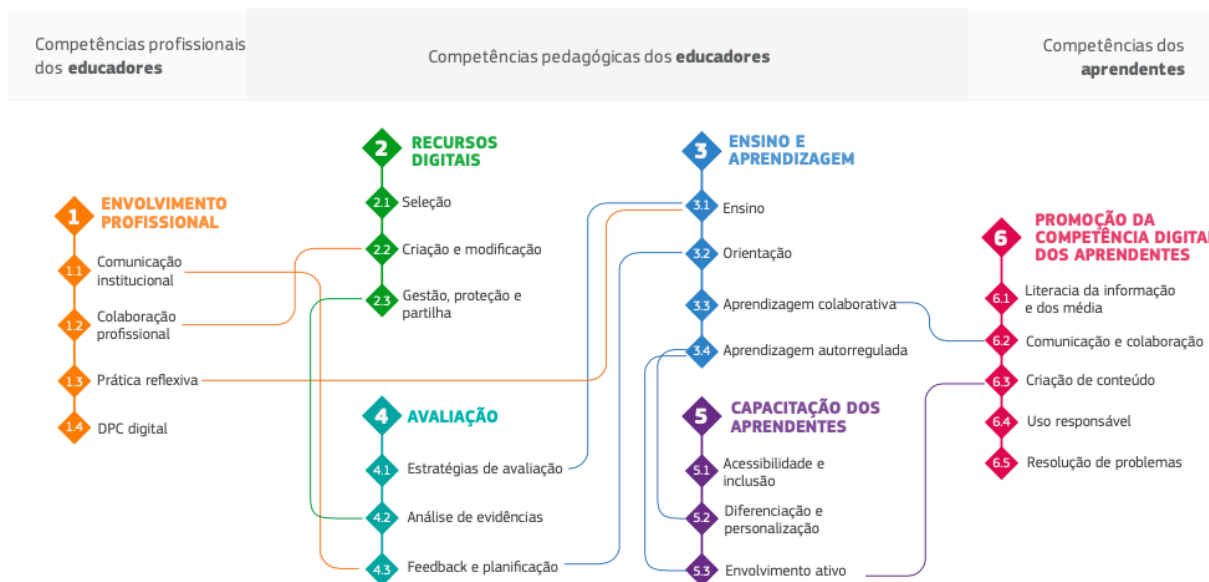 Competências profissionais
dos educadores
Competências pedagógicas dos educadores
Competências dos
aprendentes
1 ENVOLVIMENTO
PROFISSIONAL
1.1 Comunicação
institucional
1.2 Colaboração
profissional
1.3 Prática reflexiva
1.4 DPC digital
2 RECURSOS
DIGITAIS
2.1 Seleção
2.2 Criação e modificação
2.3 Gestão, proteção e
partilha
4 AVALIAÇÃO
4.1 Estratégias de avaliação
4.2 Análise de evidências
4.3 Feedback e planificação
3 ENSINO E
APRENDIZAGEM
3.1 Ensino
3.2 Orientação
3.3 Aprendizagem colaborativa
3.4 Aprendizagem autorregulada
5 CAPACITAÇÃO DOS
APRENDENTES
5.1 Acessibilidade e
inclusão
5.2 Diferenciação e
personalização
5.3 Envolvimento ativo
6 PROMOÇÃO DA
COMPETÊNCIA DIGITA
DOS APRENDENTES
6.1 Literacia da informação
e dos média
6.2 Comunicação e colaboração
6.3 Criação de conteúdo
6.4 Uso responsável
6.5 Resolução de problemas